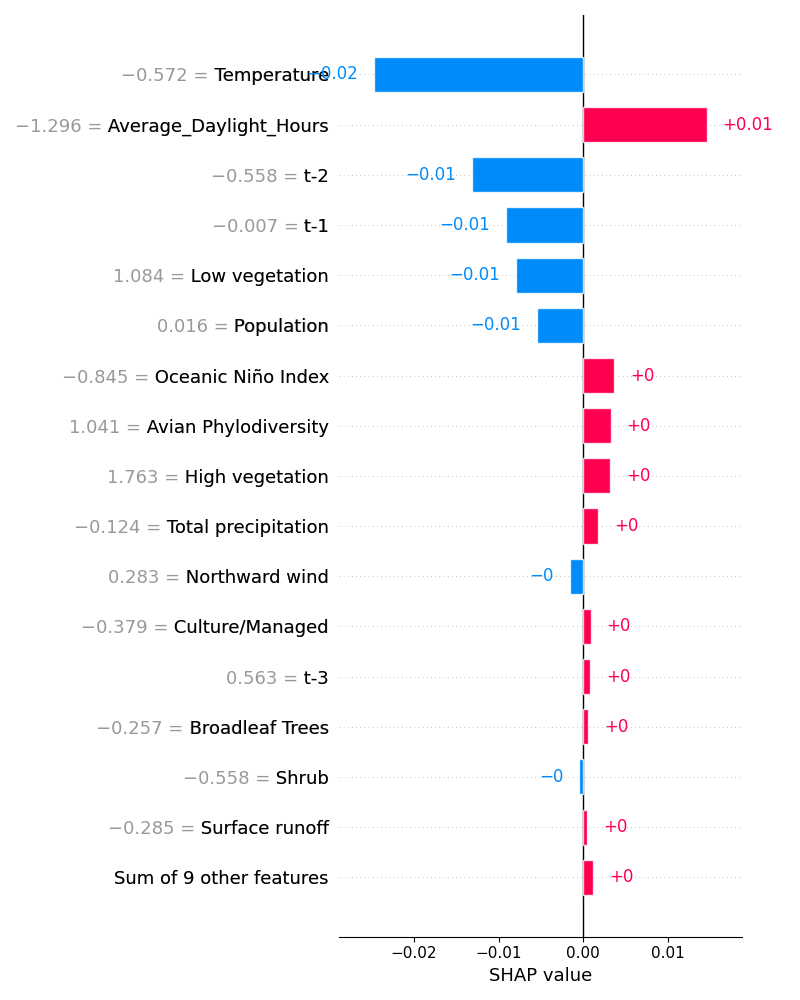 −0.572 = Temperature −0.02
−1.296 = Average_Daylight_Hours +0.01
−0.558 = t-2 −0.01
−0.007 = t-1 −0.01
1.084 = Low vegetation −0.01
0.016 = Population −0.01
−0.845 = Oceanic Niño Index +0
1.041 = Avian Phylodiversity +0
1.763 = High vegetation +0
−0.124 = Total precipitation +0
0.283 = Northward wind −0
−0.379 = Culture/Managed +0
0.563 = t-3 +0
−0.257 = Broadleaf Trees +0
−0.558 = Shrub −0
−0.285 = Surface runoff +0
Sum of 9 other features +0
−0.02 −0.01 0.00 0.01
SHAP value